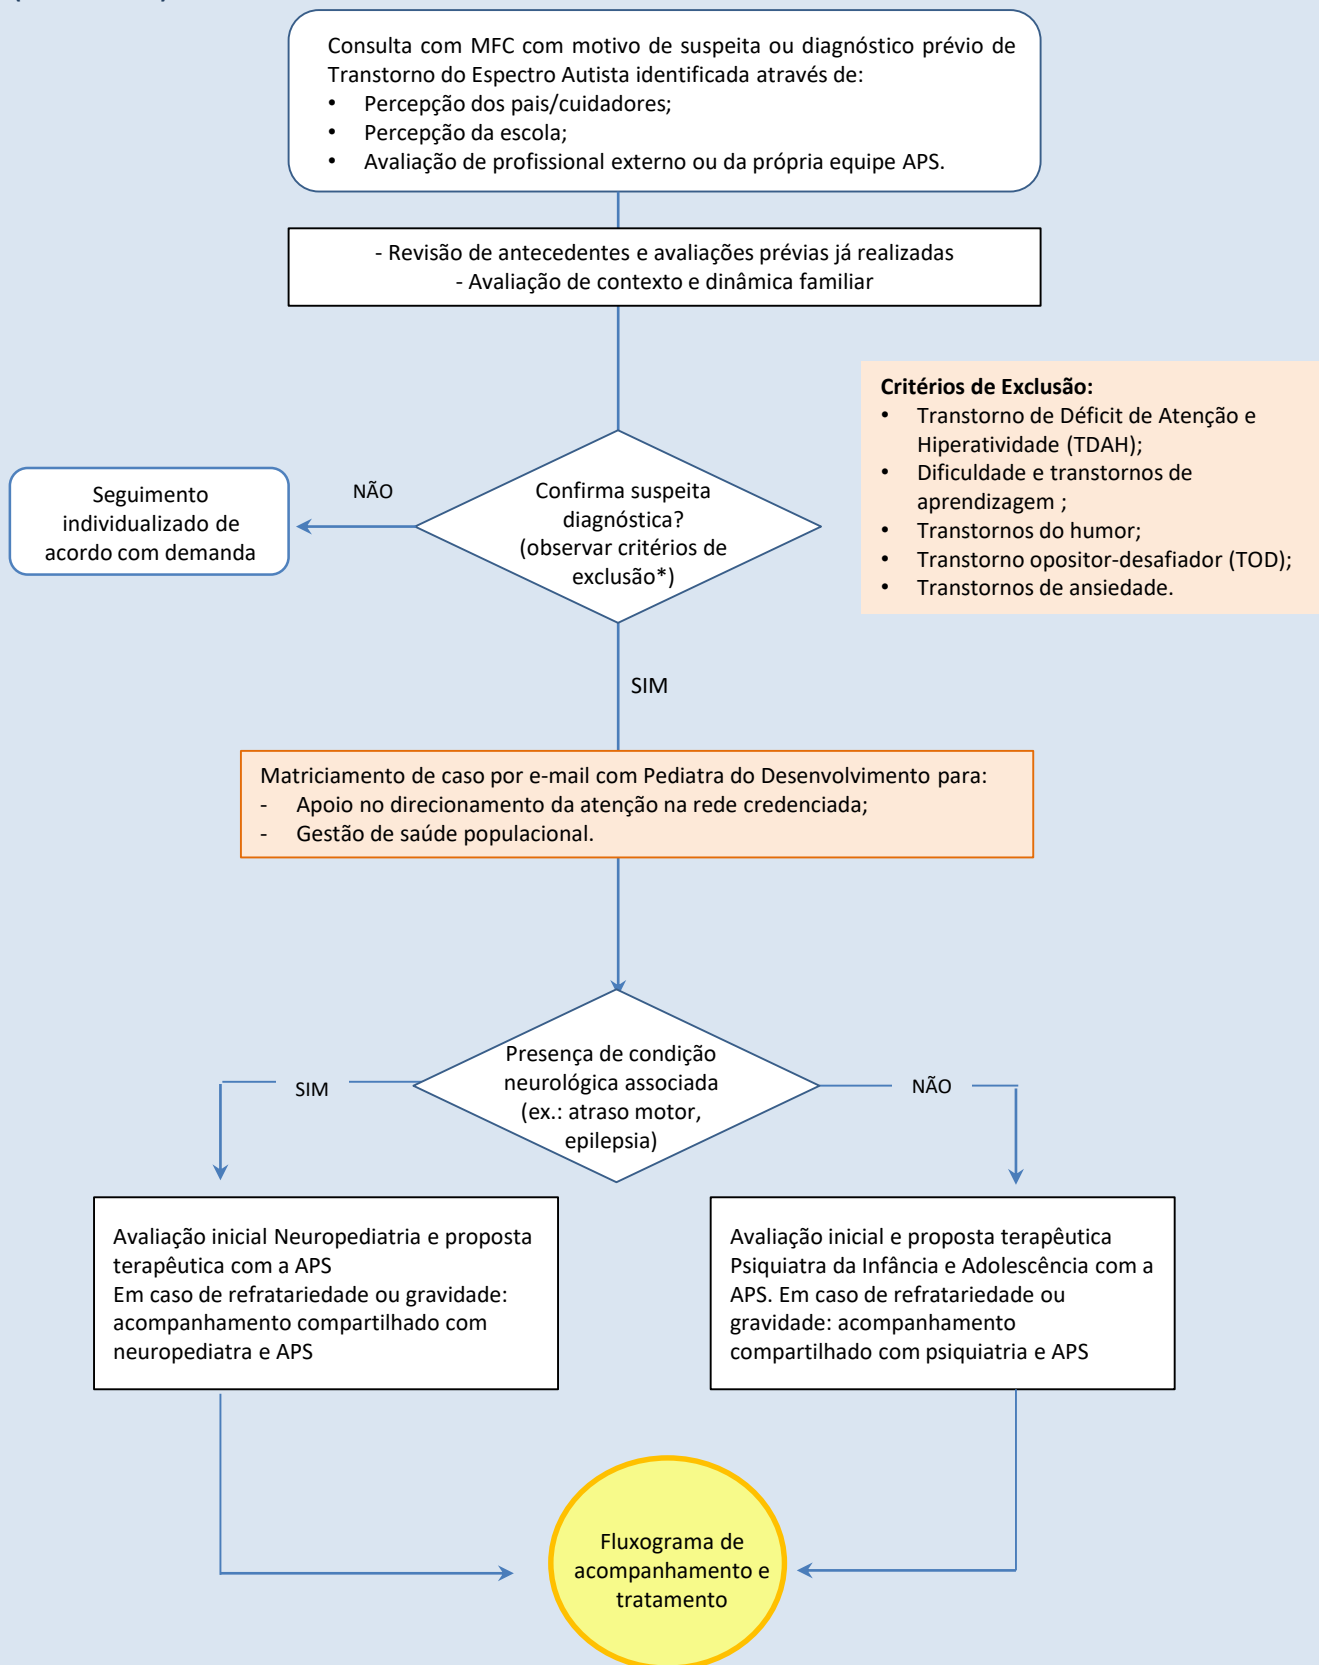 Consulta com MFC com motivo de suspeita ou diagnóstico prévio de
Transtorno do Espectro Autista identificada através de:
• Percepção dos pais/cuidadores;
• Percepção da escola;
• Avaliação de profissional externo ou da própria equipe APS.
- Revisão de antecedentes e avaliações prévias já realizadas
- Avaliação de contexto e dinâmica familiar
Critérios de Exclusão:
• Transtorno de Déficit de Atenção e
Hiperatividade (TDAH);
• Dificuldade e transtornos de
aprendizagem ;
• Transtornos do humor;
• Transtorno opositor-desafiador (TOD);
• Transtornos de ansiedade.
Confirma suspeita
diagnóstica?
(observar critérios de
exclusão*)
NÃO
Seguimento
individualizado de
acordo com demanda
SIM
Matriciamento de caso por e-mail com Pediatra do Desenvolvimento para:
- Apoio no direcionamento da atenção na rede credenciada;
- Gestão de saúde populacional.
Presença de condição
neurológica associada
(ex.: atraso motor,
epilepsia)
SIM
NÃO
Avaliação inicial Neuropediatria e proposta
terapêutica com a APS
Em caso de refratariedade ou gravidade:
acompanhamento compartilhado com
neuropediatra e APS
Avaliação inicial e proposta terapêutica
Psiquiatra da Infância e Adolescência com a
APS. Em caso de refratariedade ou
gravidade: acompanhamento
compartilhado com psiquiatria e APS
Fluxograma de
acompanhamento e
tratamento